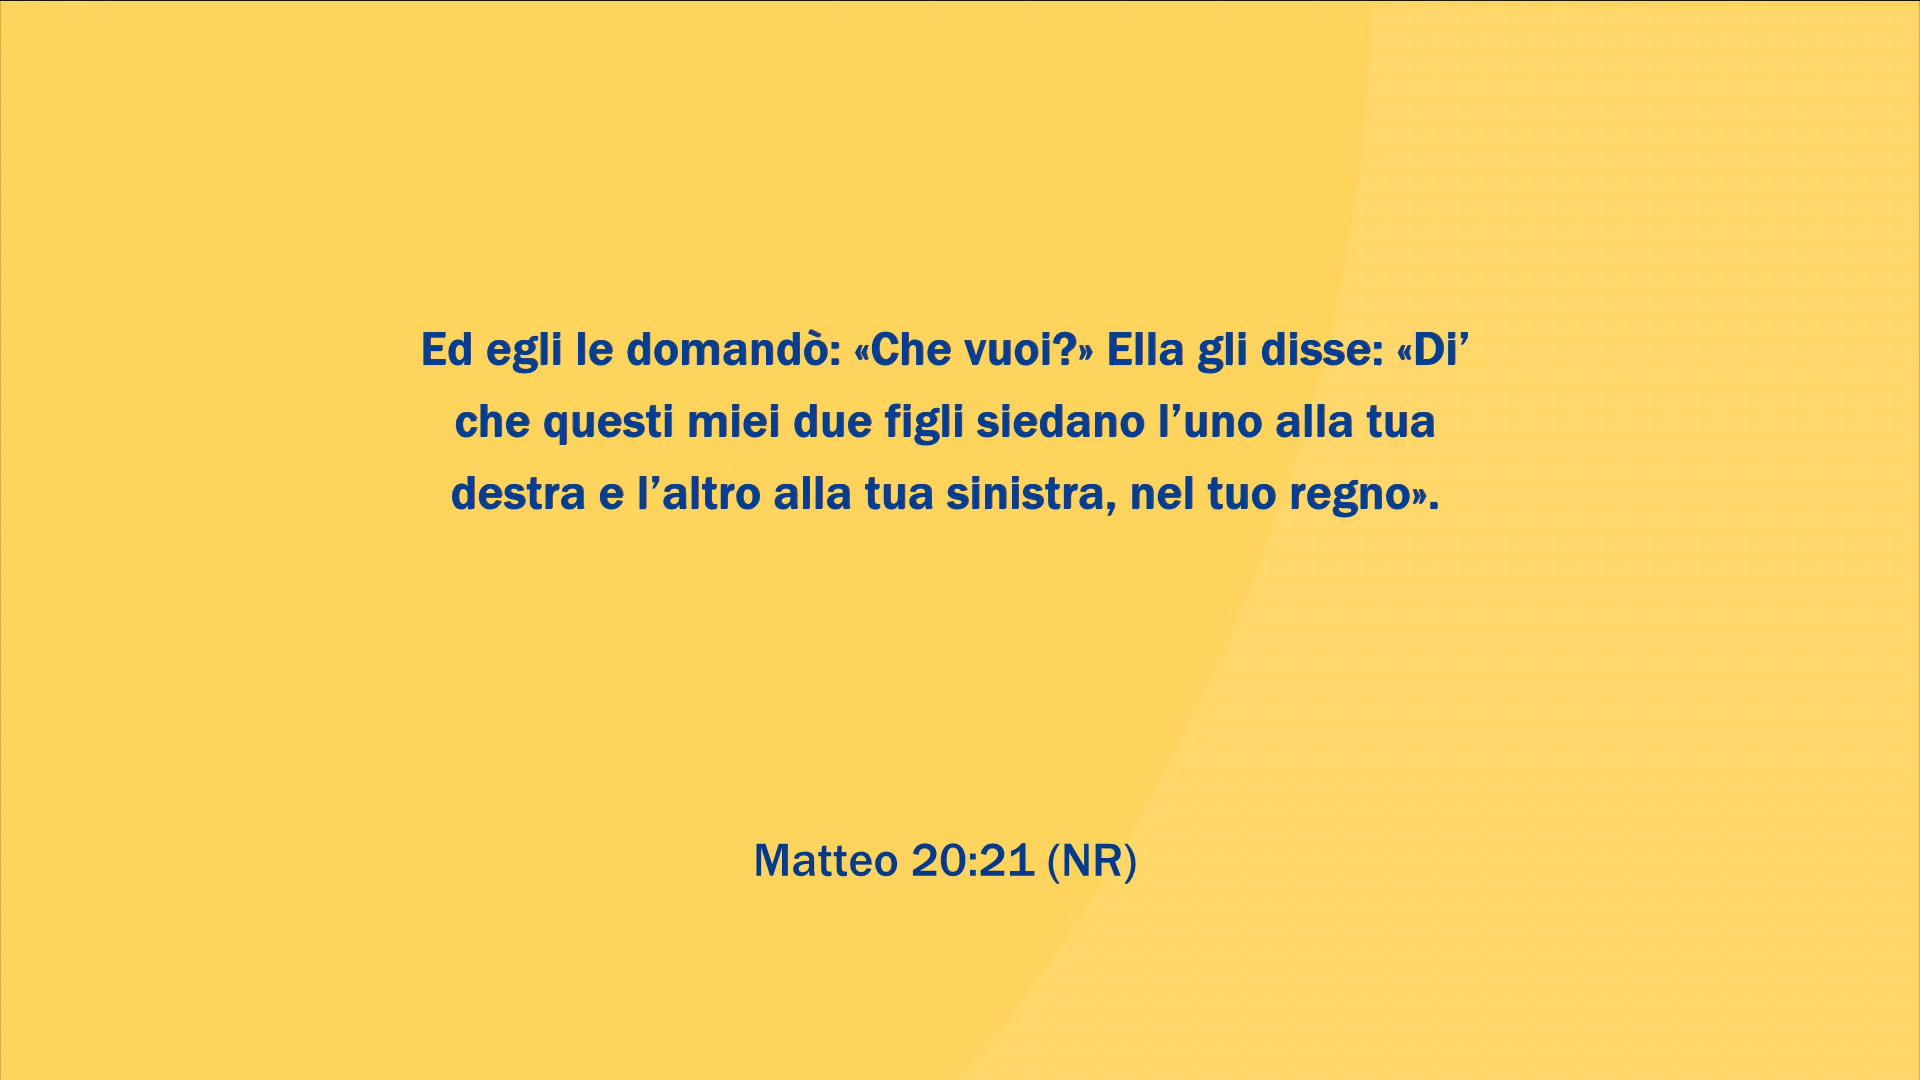 Ed egli le domandò: «Che vuoi?» Ella gli disse: «Di’
che questi miei due figli siedano l’uno alla tua
destra e l’altro alla tua sinistra, nel tuo regno».
Matteo 20:21 (NR)